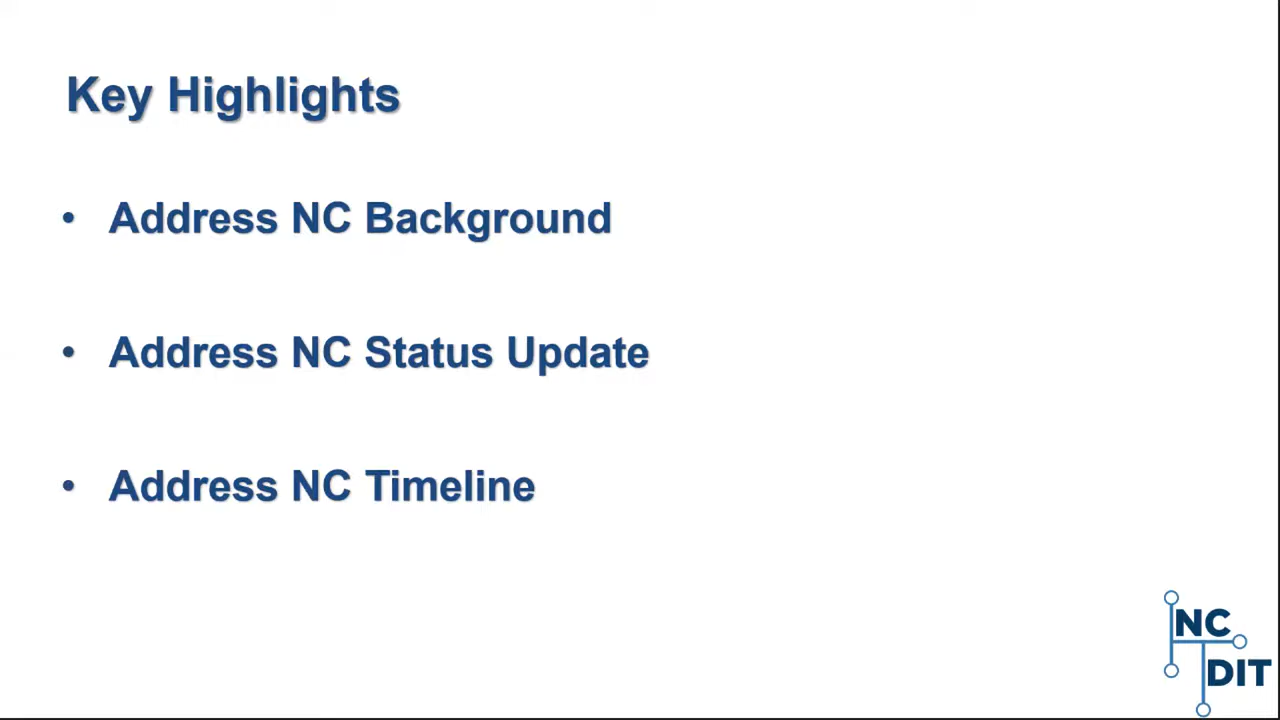 Key Highlights
• Address NC Background
• Address NC Status Update
• Address NC Timeline
NC
DIT